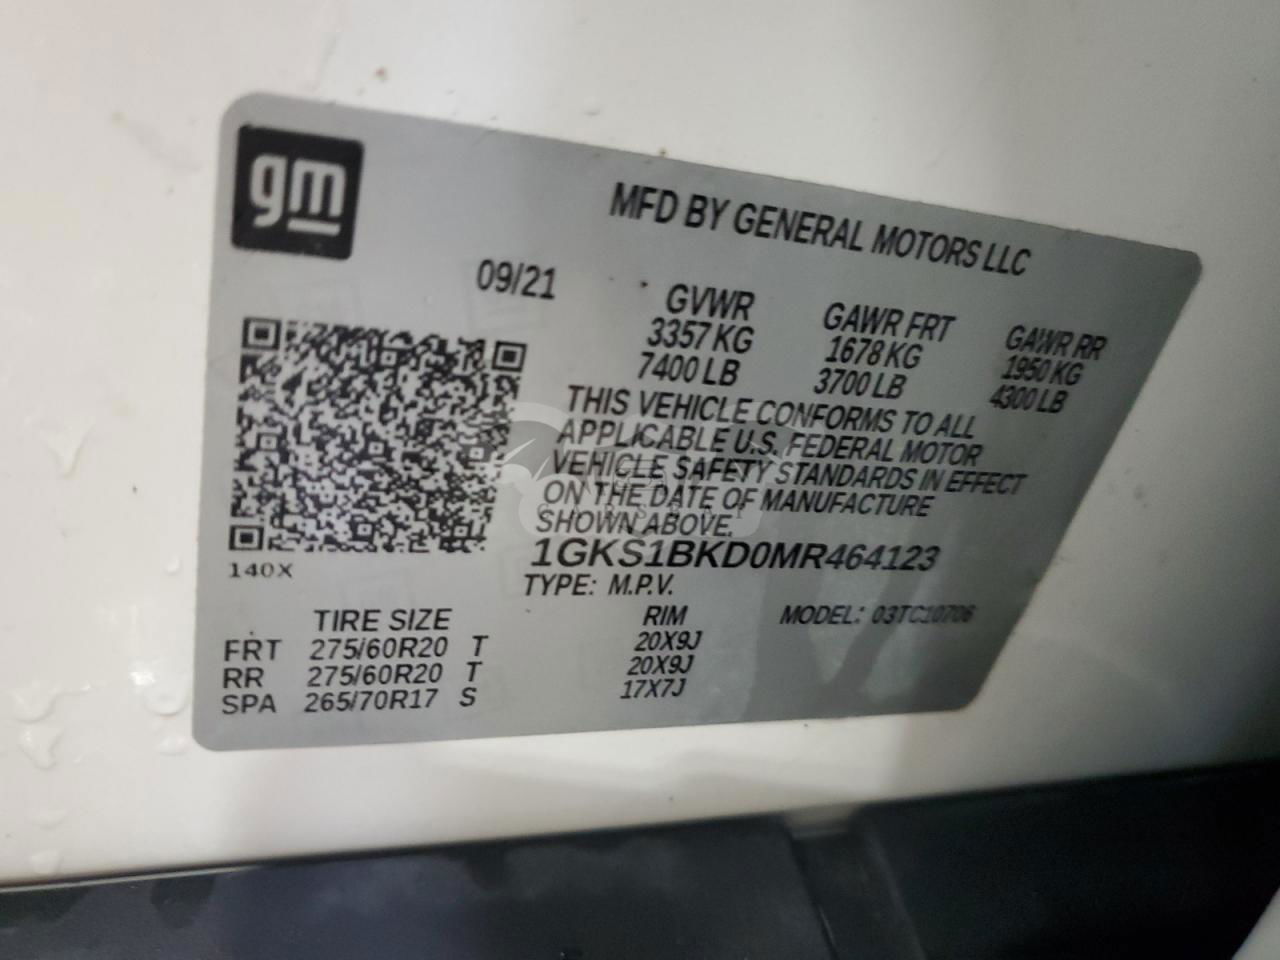 gm
MFD BY GENERAL MOTORS LLC
09/21
GVWR GAWR FRT GAWR RR
3357 KG 1678 KG 1950 KG
7400 LB 3700 LB 4300 LB
THIS VEHICLE CONFORMS TO ALL
APPLICABLE U.S. FEDERAL MOTOR
VEHICLE SAFETY STANDARDS IN EFFECT
ON THE DATE OF MANUFACTURE
SHOWN ABOVE.
1GKS1BKD0MR464123
140X
TYPE: M.P.V.
TIRE SIZE RIM MODEL: 03TC10706
FRT 275/60R20 T 20X9J
RR 275/60R20 T 20X9J
SPA 265/70R17 S 17X7J